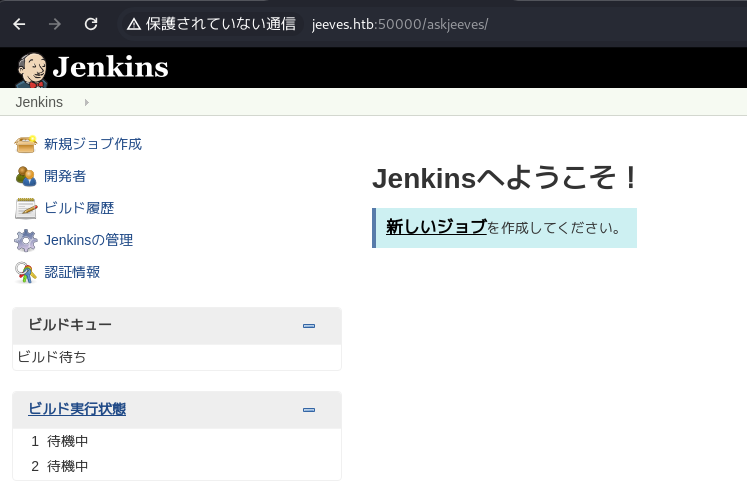 保護されていない通信 jeeves.htb:50000/askjeeves/
Jenkins
Jenkins
新規ジョブ作成
開発者
ビルド履歴
Jenkinsの管理
認証情報
ビルドキュー
ビルド待ち
ビルド実行状態
1 待機中
2 待機中
Jenkinsへようこそ！
新しいジョブを作成してください。